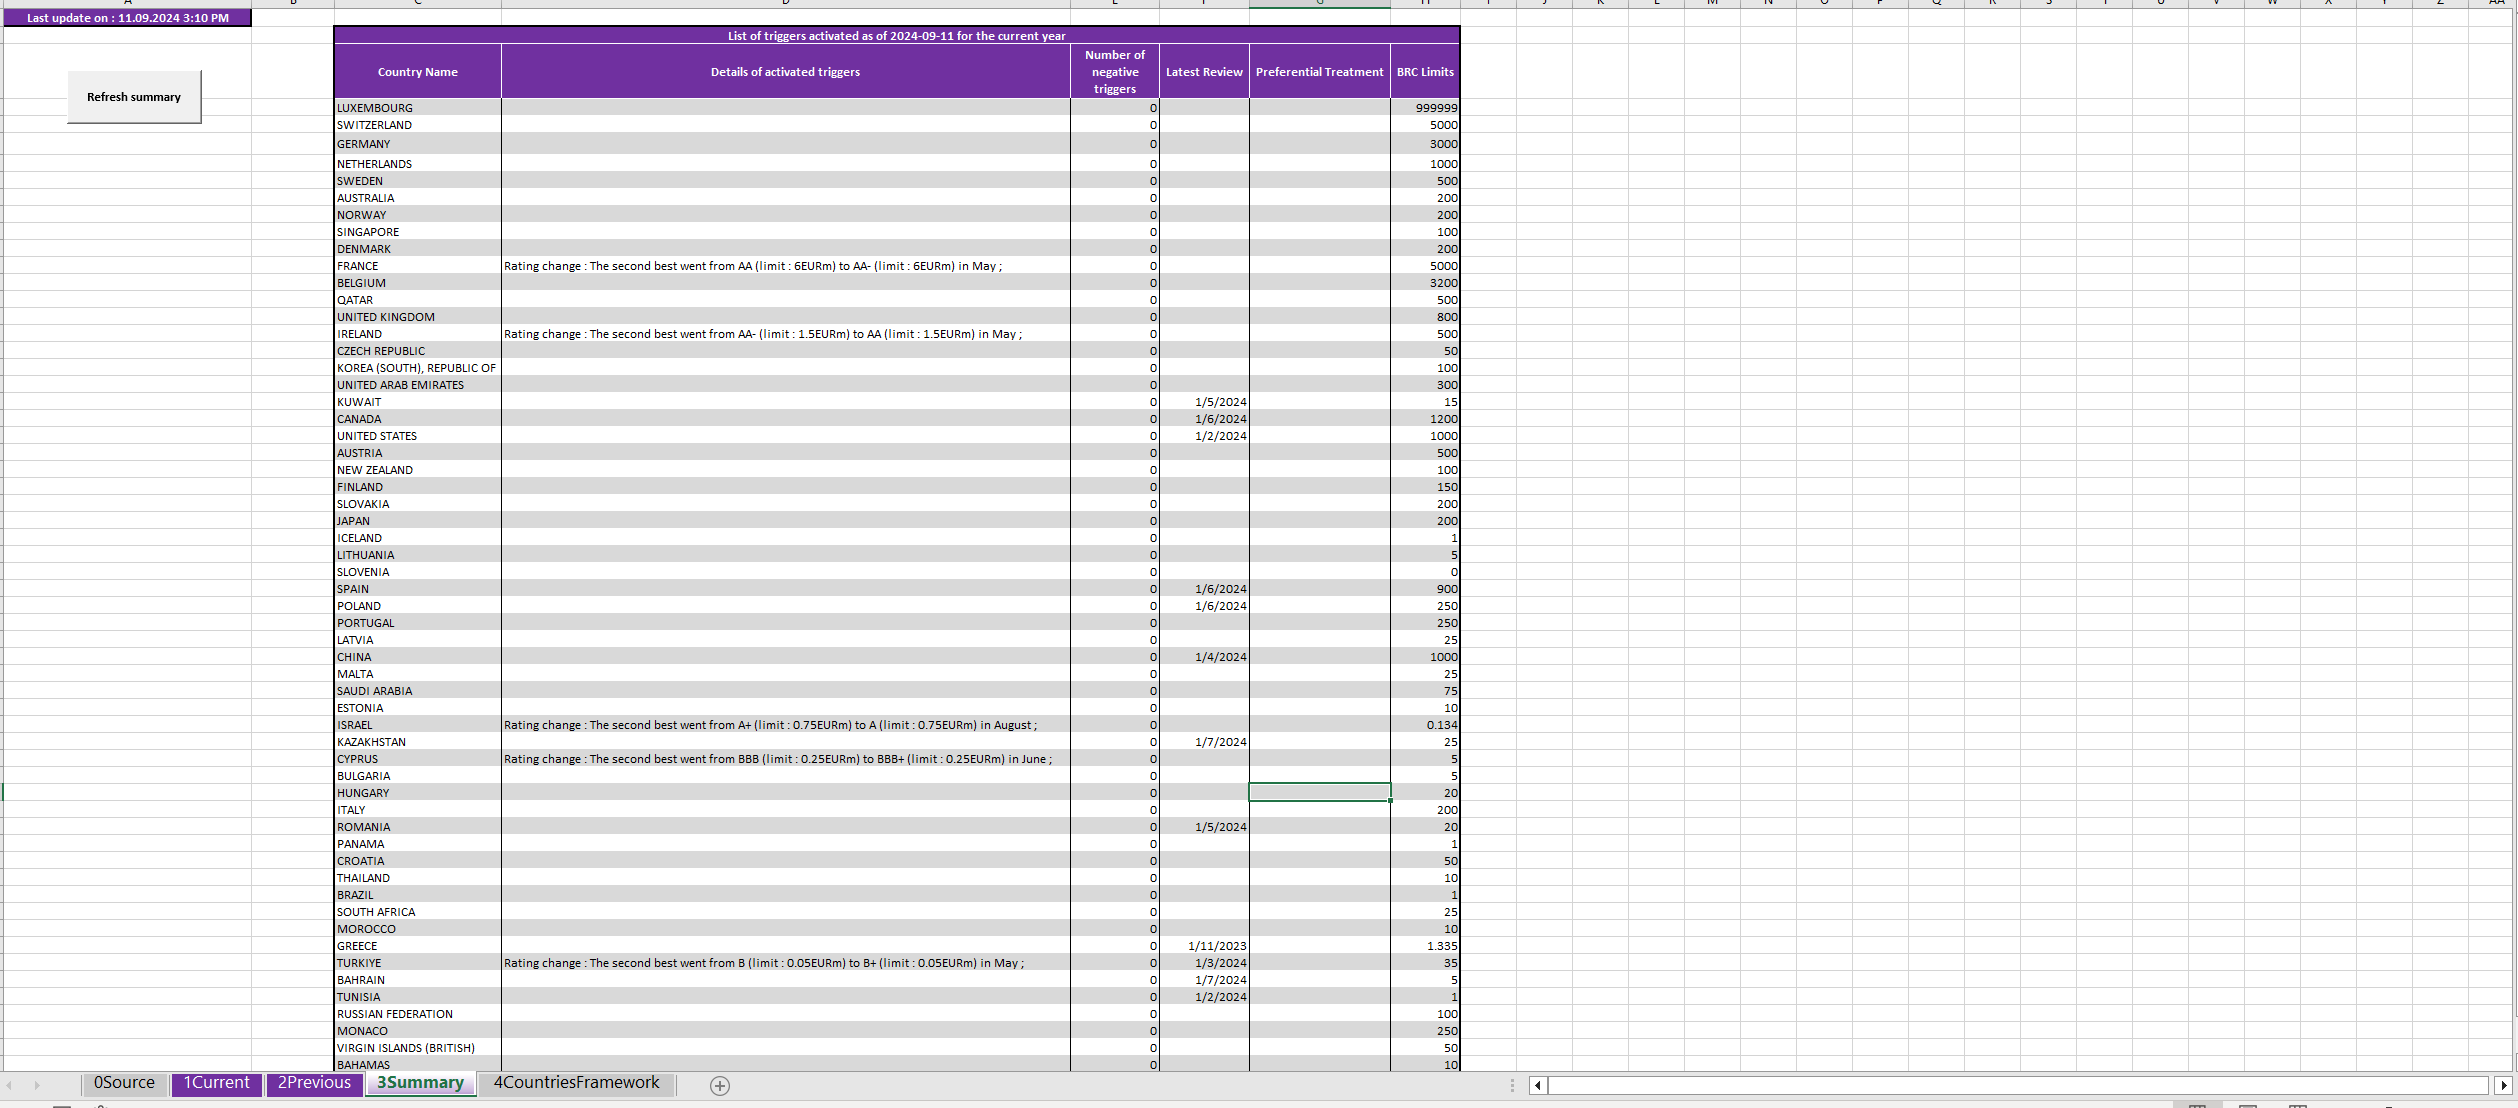 Last update on : 11.09.2024 3:10 PM
List of triggers activated as of 2024-09-11 for the current year
Refresh summary
Country Name Details of activated triggers Number of negative triggers Latest Review Preferential Treatment BRC Limits
LUXEMBOURG 0 999999
SWITZERLAND 0 5000
GERMANY 0 3000
NETHERLANDS 0 1000
SWEDEN 0 500
AUSTRALIA 0 200
NORWAY 0 200
SINGAPORE 0 100
DENMARK 0 200
FRANCE Rating change : The second best went from AA (limit : 6EURm) to AA- (limit : 6EURm) in May ; 0 5000
BELGIUM 0 3200
QATAR 0 500
UNITED KINGDOM 0 800
IRELAND Rating change : The second best went from AA- (limit : 1.5EURm) to AA (limit : 1.5EURm) in May ; 0 500
CZECH REPUBLIC 0 50
KOREA (SOUTH), REPUBLIC OF 0 100
UNITED ARAB EMIRATES 0 300
KUWAIT 0 1/5/2024 15
CANADA 0 1/6/2024 1200
UNITED STATES 0 1/2/2024 1000
AUSTRIA 0 500
NEW ZEALAND 0 100
FINLAND 0 150
SLOVAKIA 0 200
JAPAN 0 200
ICELAND 0 1
LITHUANIA 0 5
SLOVENIA 0 0
SPAIN 0 1/6/2024 900
POLAND 0 1/6/2024 250
PORTUGAL 0 250
LATVIA 0 25
CHINA 0 1/4/2024 1000
MALTA 0 25
SAUDI ARABIA 0 75
ESTONIA 0 10
ISRAEL Rating change : The second best went from A+ (limit : 0.75EURm) to A (limit : 0.75EURm) in August ; 0 0.134
KAZAKHSTAN 0 1/7/2024 25
CYPRUS Rating change : The second best went from BBB (limit : 0.25EURm) to BBB+ (limit : 0.25EURm) in June ; 0 5
BULGARIA 0 5
HUNGARY 0 20
ITALY 0 200
ROMANIA 0 1/5/2024 20
PANAMA 0 1
CROATIA 0 50
THAILAND 0 10
BRAZIL 0 1
SOUTH AFRICA 0 25
MOROCCO 0 10
GREECE 0 1/11/2023 1.335
TURKIYE Rating change : The second best went from B (limit : 0.05EURm) to B+ (limit : 0.05EURm) in May ; 0 1/3/2024 35
BAHRAIN 0 1/7/2024 5
TUNISIA 0 1/2/2024 1
RUSSIAN FEDERATION 0 100
MONACO 0 250
VIRGIN ISLANDS (BRITISH) 0 50
BAHAMAS 0 10
0Source 1Current 2Previous 3Summary 4CountriesFramework